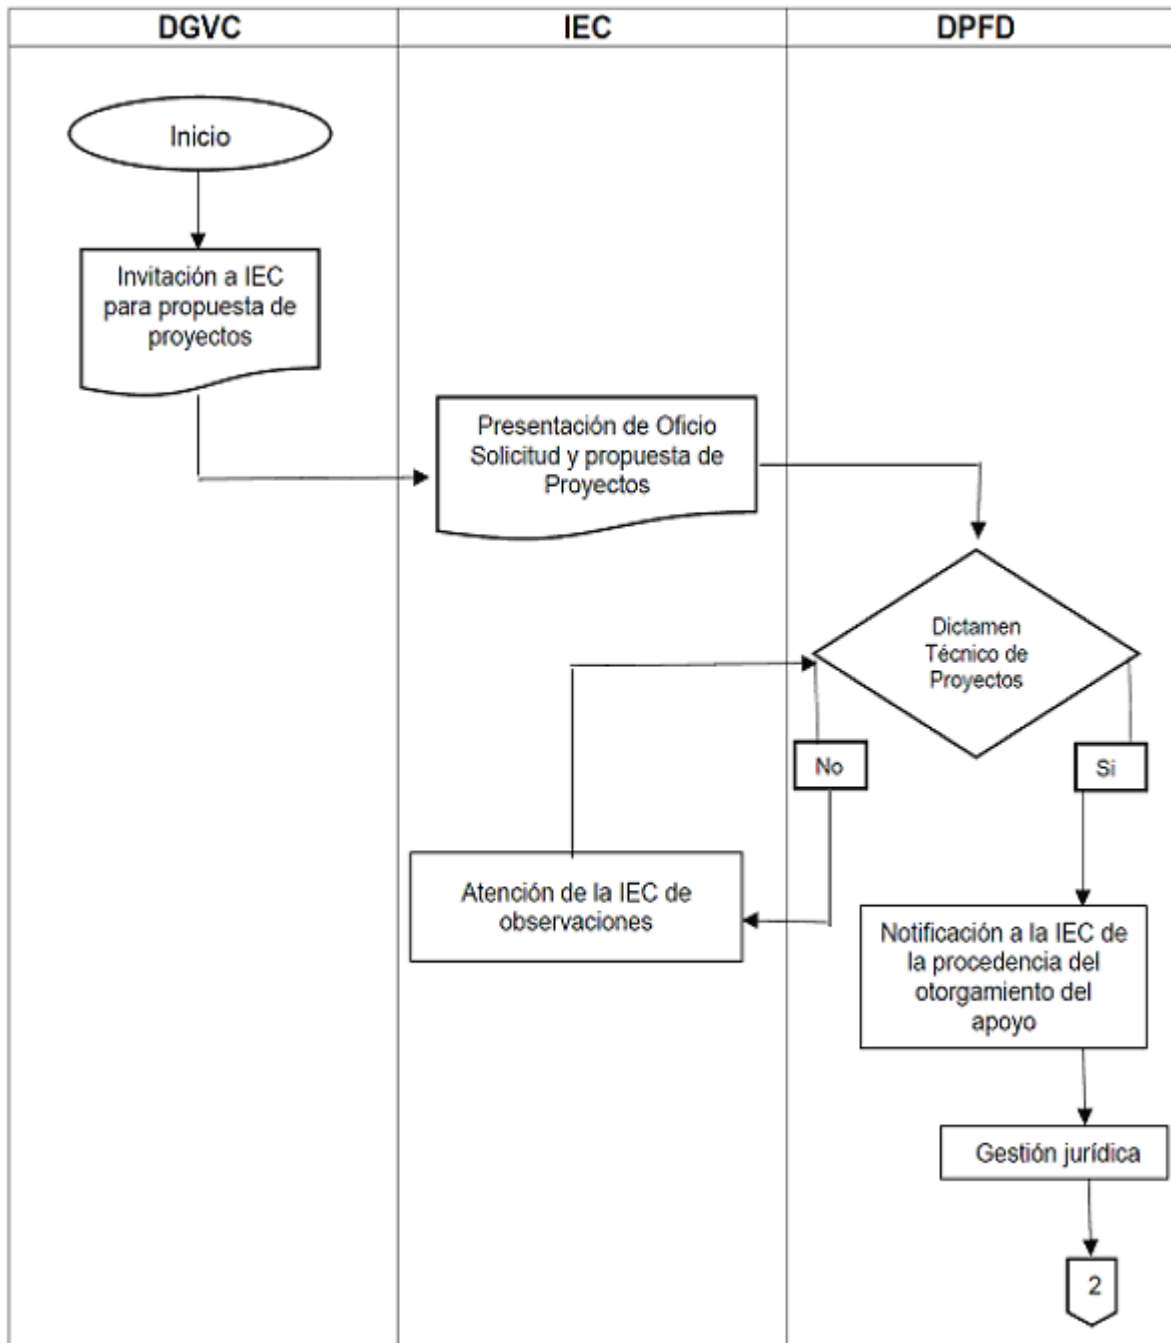 DGVC
IEC
DPFD
Inicio
Invitación a IEC
para propuesta de
proyectos
Presentación de Oficio
Solicitud y propuesta de
Proyectos
Dictamen
Técnico de
Proyectos
No
Si
Atención de la IEC de
observaciones
Notificación a la IEC de
la procedencia del
otorgamiento del
apoyo
Gestión jurídica
2